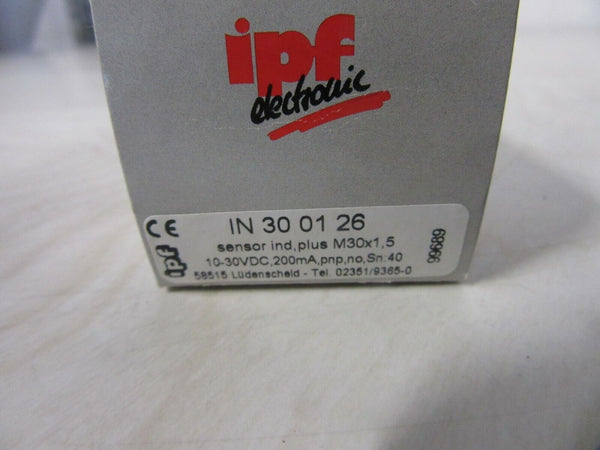 ipf
electronic
CE
ipf
IN 30 01 26
sensor ind,plus M30x1,5
10-30VDC,200mA,pnp,no,Sn:40
58515 Lüdenscheid - Tel. 02351/9365-0
99689